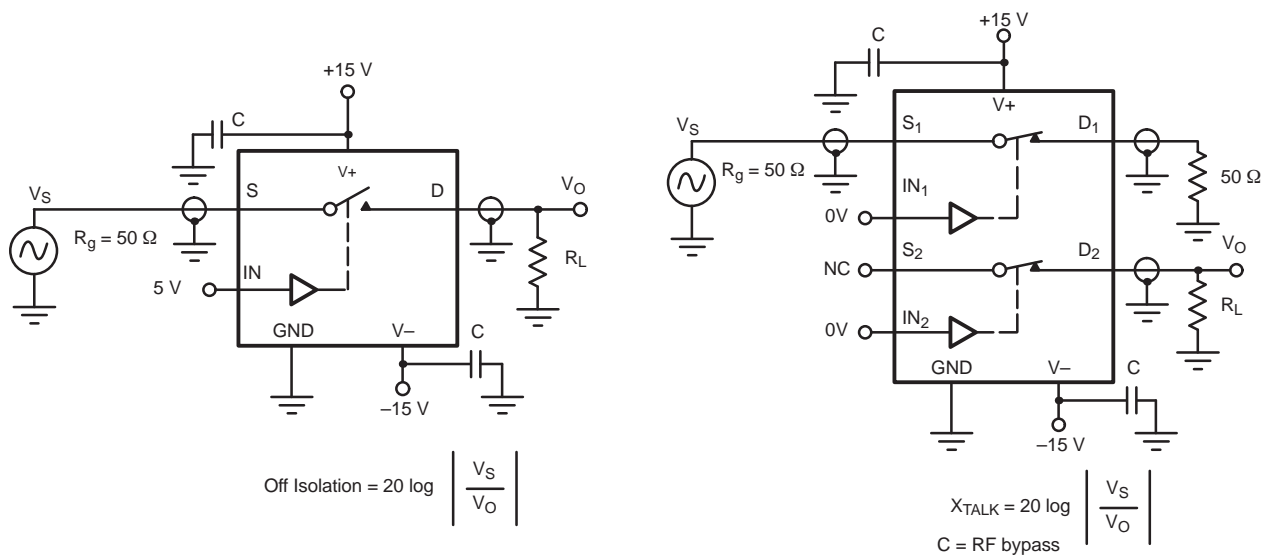 +15 V
C
V+
VS
S
D
VO
Rg = 50 Ω
RL
IN
5 V
GND
V–
C
–15 V
Off Isolation = 20 log | VS / VO |
+15 V
C
V+
VS
S1
D1
Rg = 50 Ω
50 Ω
IN1
0V
S2
D2
VO
NC
RL
0V
IN2
GND
V–
C
–15 V
XTALK = 20 log | VS / VO |
C = RF bypass